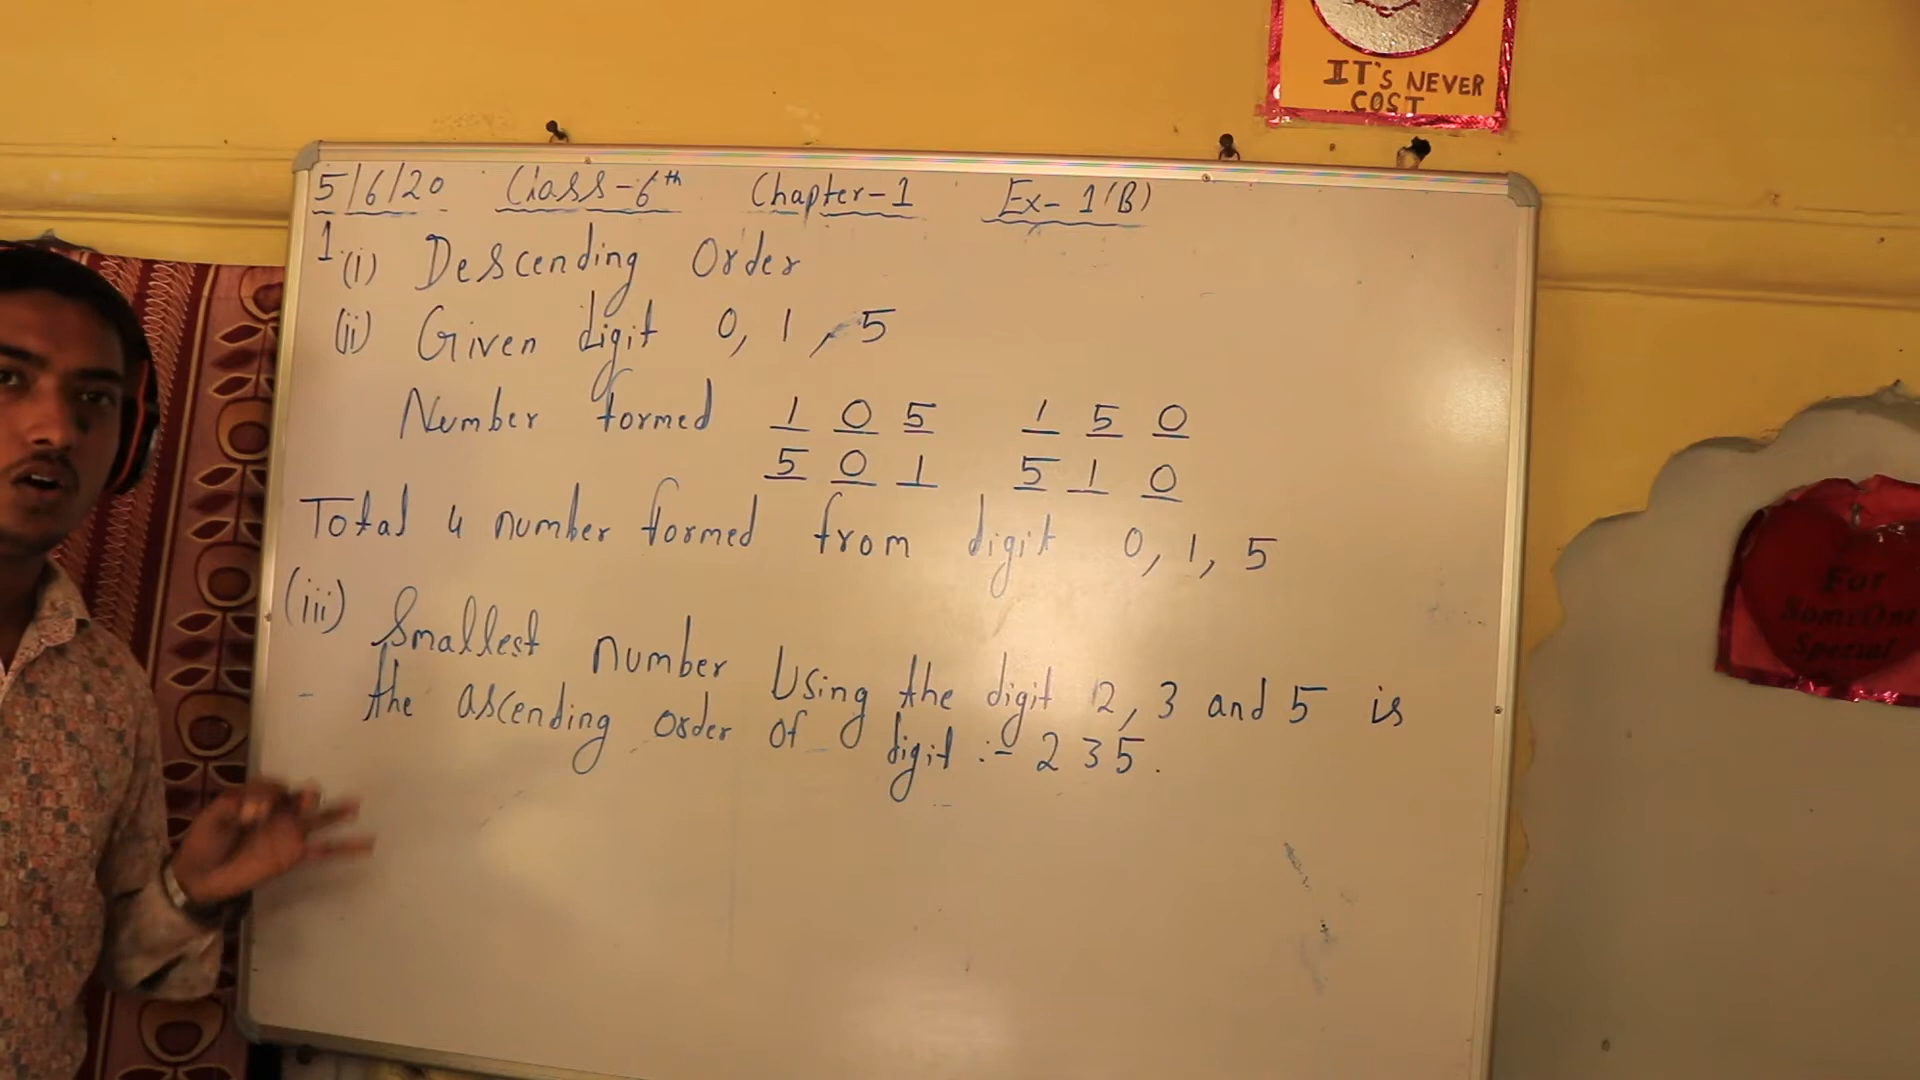 IT'S NEVER
COST
5/6/20 Class-6th Chapter-1 Ex-1(B)
1.(i) Descending Order
(ii) Given digit 0, 1, 5
Number formed 1 0 5 1 5 0
5 0 1 5 1 0
Total 4 number formed from digit 0, 1, 5
(iii) Smallest number Using the digit 2, 3 and 5 is
- the ascending order of digit :- 2 3 5.
For
SomeOne
Special